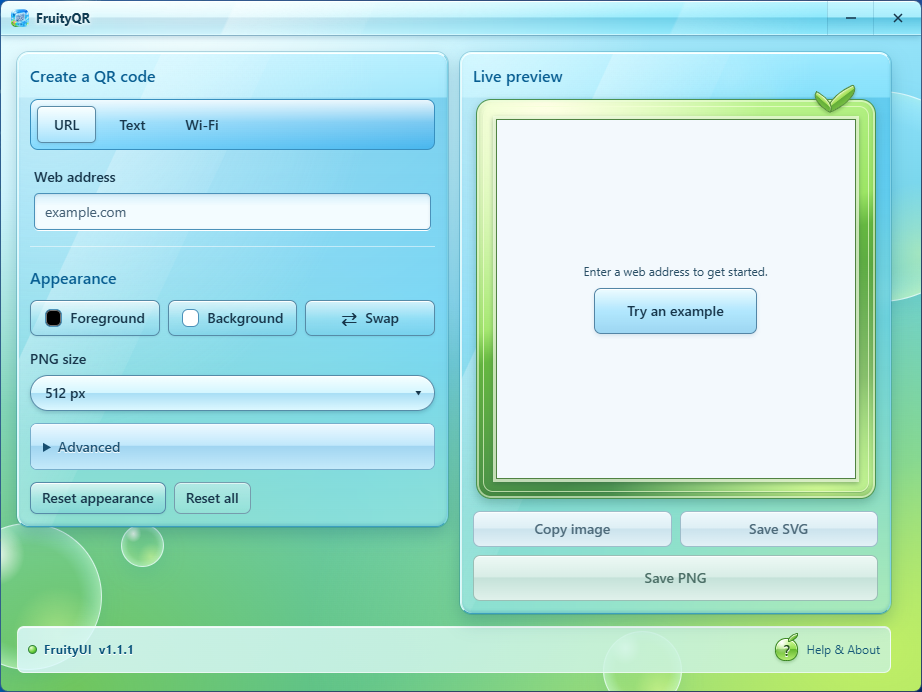 FruityQR
Create a QR code
URL
Text
Wi-Fi
Web address
example.com
Appearance
Foreground
Background
Swap
PNG size
512 px
Advanced
Reset appearance
Reset all
Live preview
Enter a web address to get started.
Try an example
Copy image
Save SVG
Save PNG
FruityUI v1.1.1
? Help & About